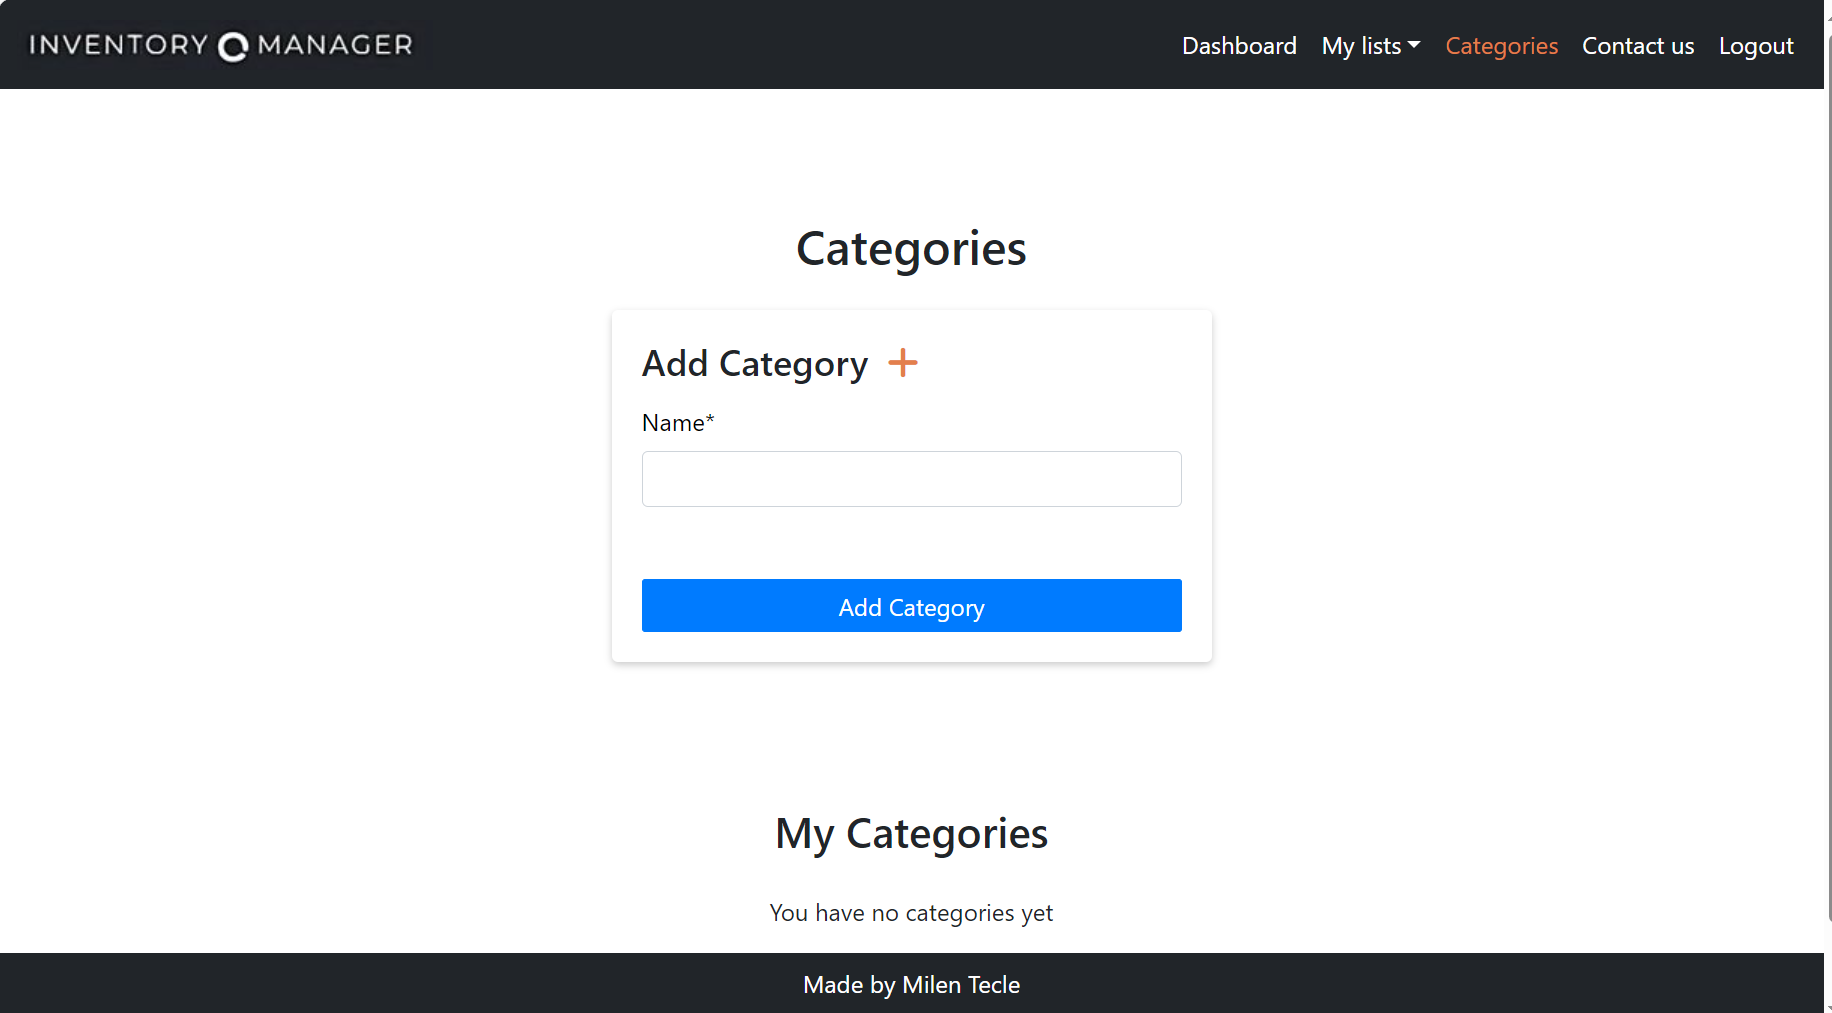 INVENTORY MANAGER
Dashboard My lists Categories Contact us Logout
Categories
Add Category
Name*
Add Category
My Categories
You have no categories yet
Made by Milen Tecle